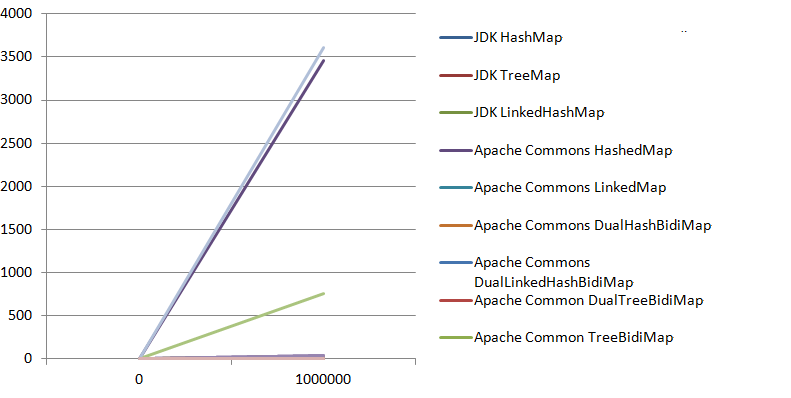 4000
3500
3000
2500
2000
1500
1000
500
0
0
1000000
JDK HashMap
JDK TreeMap
JDK LinkedHashMap
Apache Commons HashedMap
Apache Commons LinkedMap
Apache Commons DualHashBidiMap
Apache Commons
DualLinkedHashBidiMap
Apache Common DualTreeBidiMap
Apache Common TreeBidiMap